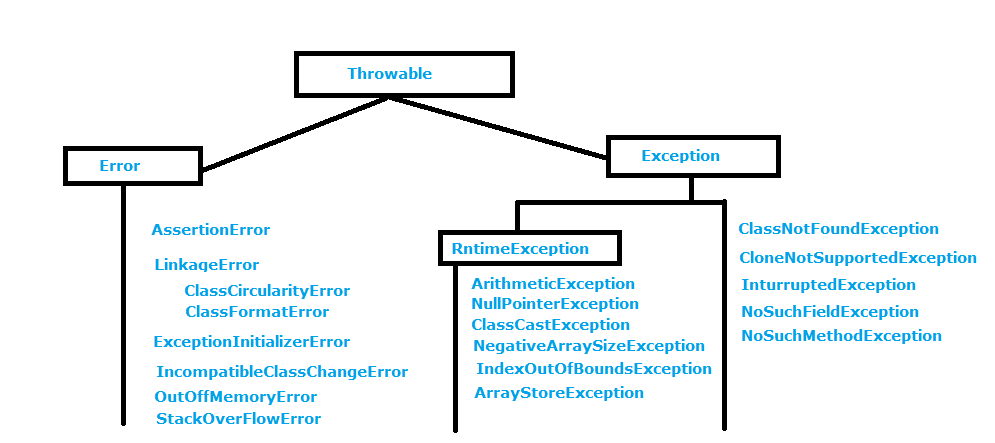 Throwable
Error
Exception
AssertionError
LinkageError
ClassCircularityError
ClassFormatError
ExceptionInitializerError
IncompatibleClassChangeError
OutOffMemoryError
StackOverFlowError
RntimeException
ArithmeticException
NullPointerException
ClassCastException
NegativeArraySizeException
IndexOutOfBoundsException
ArrayStoreException
ClassNotFoundException
CloneNotSupportedException
InturruptedException
NoSuchFieldException
NoSuchMethodException